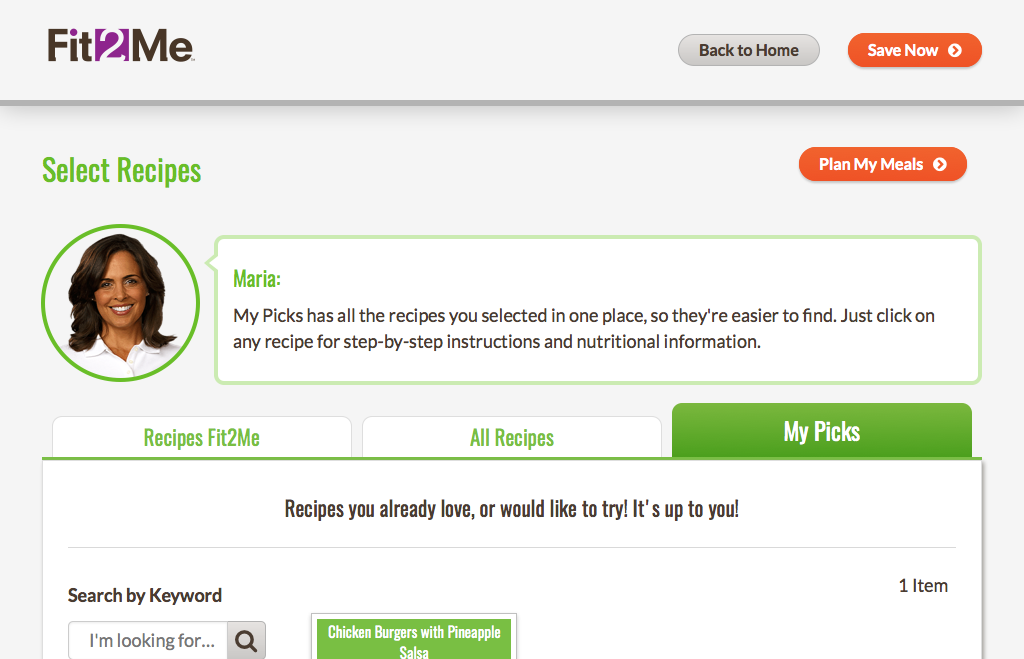 Fit2Me
Back to Home
Save Now
Select Recipes
Plan My Meals
Maria:
My Picks has all the recipes you selected in one place, so they're easier to find. Just click on
any recipe for step-by-step instructions and nutritional information.
Recipes Fit2Me
All Recipes
My Picks
Recipes you already love, or would like to try! It's up to you!
1 Item
Search by Keyword
I'm looking for...
Chicken Burgers with Pineapple
Salsa